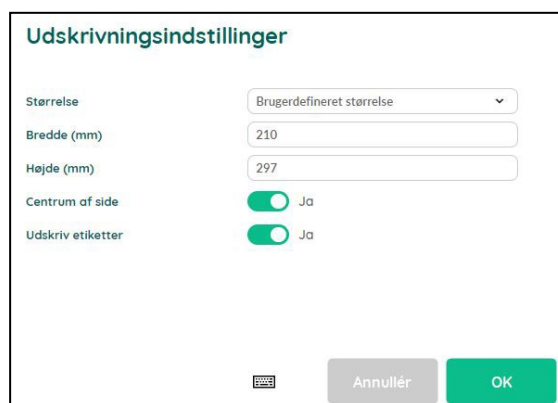 Udskrivningsindstillinger
Størrelse Brugerdefineret størrelse
Bredde (mm) 210
Højde (mm) 297
Centrum af side Ja
Udskriv etiketter Ja
Annullér OK